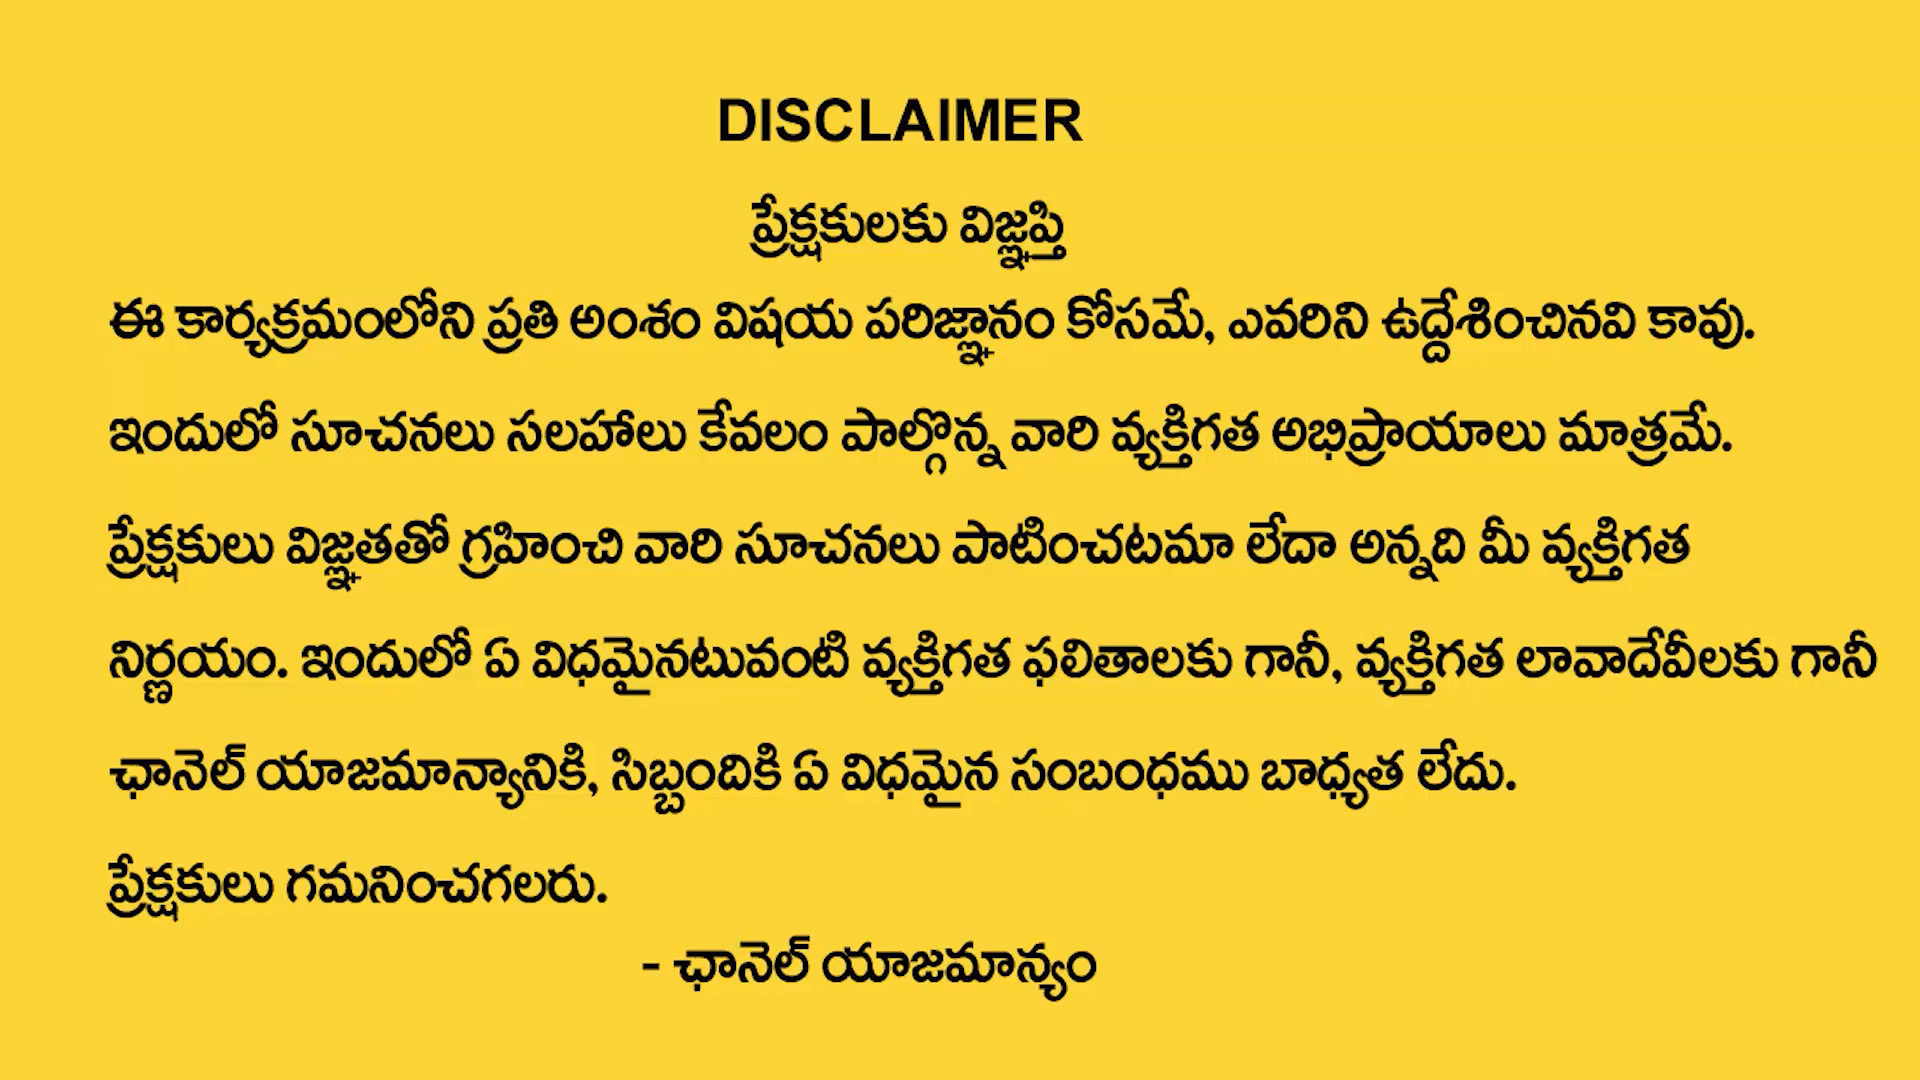 DISCLAIMER
ప్రేక్షకులకు విజ్ఞప్తి
ఈ కార్యక్రమంలోని ప్రతి అంశం విషయ పరిజ్ఞానం కోసమే, ఎవరిని ఉద్దేశించినవి కావు.
ఇందులో సూచనలు సలహాలు కేవలం పాల్గొన్న వారి వ్యక్తిగత అభిప్రాయాలు మాత్రమే.
ప్రేక్షకులు విజ్ఞతతో గ్రహించి వారి సూచనలు పాటించటమా లేదా అన్నది మీ వ్యక్తిగత
నిర్ణయం. ఇందులో ఏ విధమైనటువంటి వ్యక్తిగత ఫలితాలకు గానీ, వ్యక్తిగత లావాదేవీలకు గానీ
ఛానెల్ యాజమాన్యానికి, సిబ్బందికి ఏ విధమైన సంబంధము బాధ్యత లేదు.
ప్రేక్షకులు గమనించగలరు.
- ఛానెల్ యాజమాన్యం